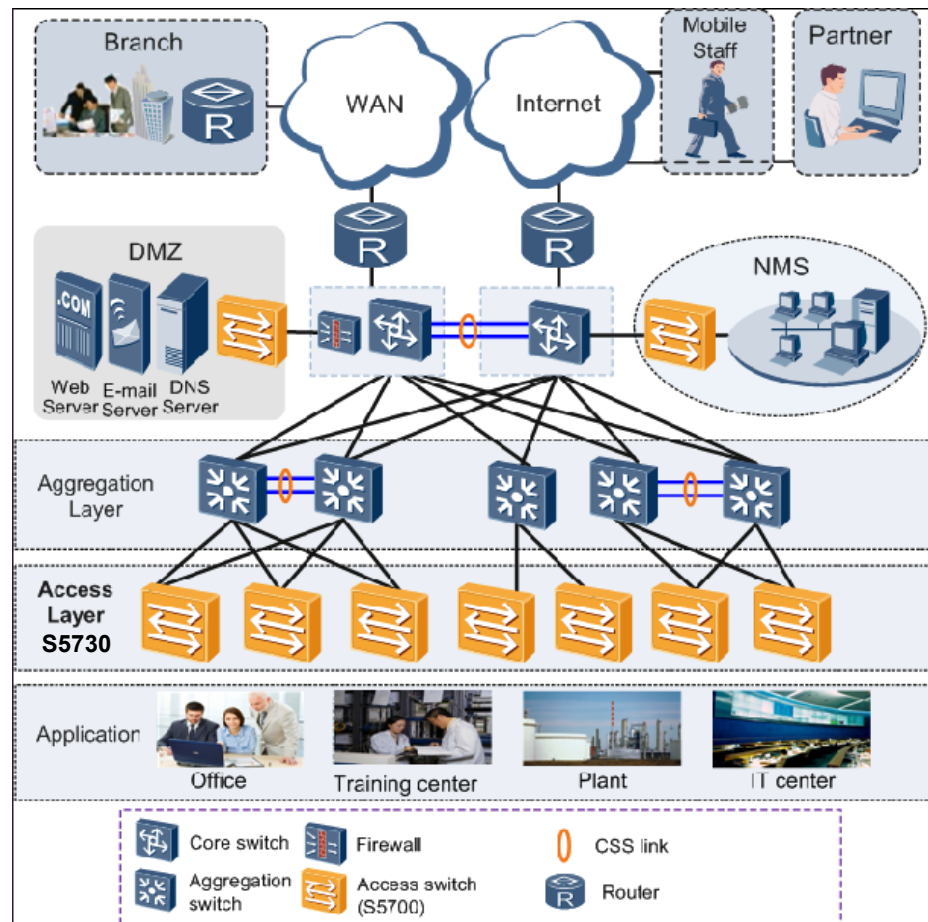 Branch
WAN
Internet
Mobile
Staff
Partner
R
R
R
DMZ
NMS
.COM
Web
Server
E-mail
Server
DNS
Server
Aggregation
Layer
Access
Layer
S5730
Application
Office
Training center
Plant
IT center
Core switch
Firewall
CSS link
Aggregation
switch
Access switch
(S5700)
R
Router